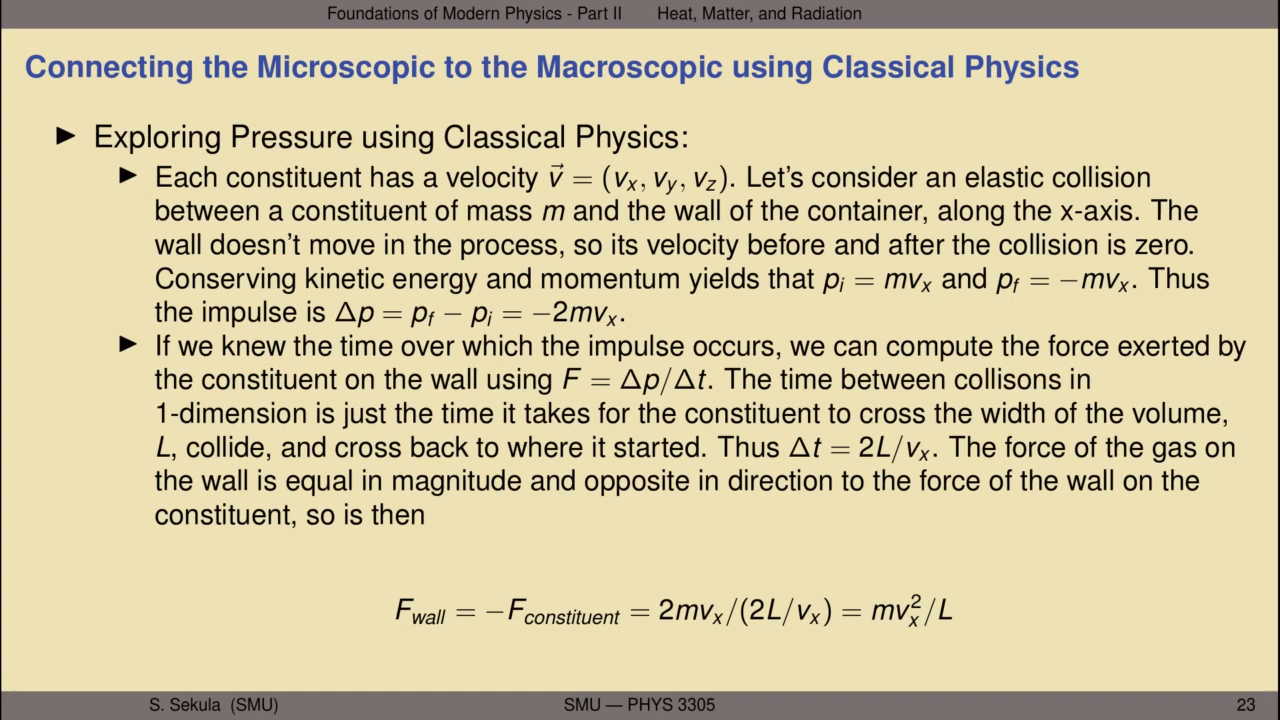 Foundations of Modern Physics - Part II Heat, Matter, and Radiation
Connecting the Microscopic to the Macroscopic using Classical Physics
▶ Exploring Pressure using Classical Physics:
▶ Each constituent has a velocity v⃗ = (vₓ, v_y, v_z). Let's consider an elastic collision
between a constituent of mass m and the wall of the container, along the x-axis. The
wall doesn't move in the process, so its velocity before and after the collision is zero.
Conserving kinetic energy and momentum yields that pᵢ = mvₓ and p_f = −mvₓ. Thus
the impulse is Δp = p_f − pᵢ = −2mvₓ.
▶ If we knew the time over which the impulse occurs, we can compute the force exerted by
the constituent on the wall using F = Δp/Δt. The time between collisons in
1-dimension is just the time it takes for the constituent to cross the width of the volume,
L, collide, and cross back to where it started. Thus Δt = 2L/vₓ. The force of the gas on
the wall is equal in magnitude and opposite in direction to the force of the wall on the
constituent, so is then
F_wall = −F_constituent = 2mvₓ/(2L/vₓ) = mvₓ²/L
S. Sekula (SMU) SMU — PHYS 3305 23